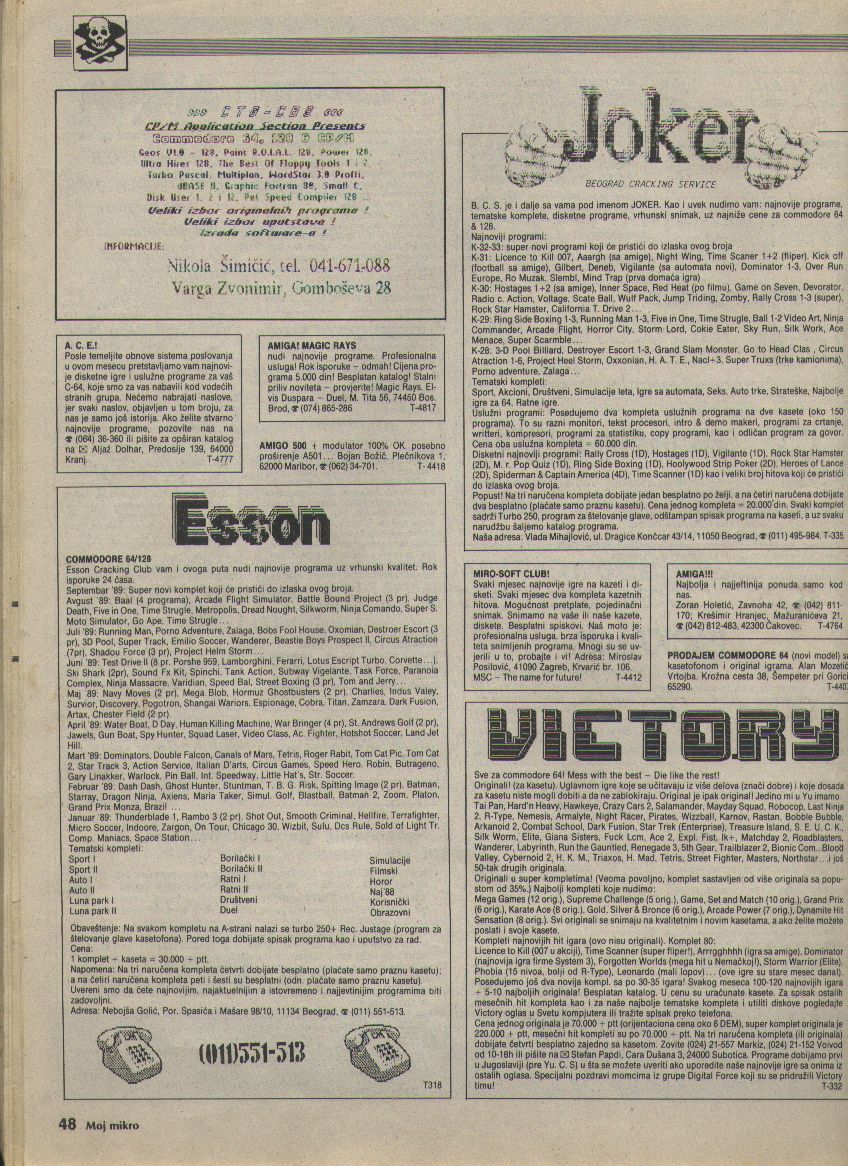 »»» CTS-CBS «««
CP/M Application Section Presents
Commodore 64, 128 & CP/M
Geos V1.0 - 128, Paint R.O.I.A.L. 128, Power 128,
Ultra Hires 128, The Best Of Floppy Tools 1 i 2,
Turbo Pascal, Multiplan, WordStar 3.0 Profli,
dBASE II, Graphic Fortran 80, Small C,
Disk User 1, 2 i 12, Pet Speed Compiler 128 ...
Veliki izbor originalnih programa !
Veliki izbor uputstava !
Izrada software-a !
INFORMACIJE:
Nikola Šimičić, tel. 041-671-088
Varga Zvonimir, Gomboševa 28
A. C. E.!
Posle temeljite obnove sistema poslovanja
u ovom mesecu pretstavljamo vam najnovi-
je disketne igre i uslužne programe za vaš
C-64, koje smo za vas nabavili kod vodećih
stranih grupa. Nećemo nabrajati naslove,
jer svaki naslov, objavljen u tom broju, za
nas je samo još istorija. Ako želite stvarno
najnovije programe, pozovite nas na
☎ (064) 36-360 ili pišite za opširan katalog
na ✉ Aljaž Dolhar, Predoslje 139, 64000
Kranj. T-4777
AMIGA! MAGIC RAYS
nudi najnovije programe. Profesionalna
usluga! Rok isporuke – odmah! Cijena pro-
grama 5.000 din! Besplatan katalog! Stalni
priliv noviteta – provjerite! Magic Rays. El-
vis Duspara – Duel, M. Tita 56, 74450 Bos.
Brod, ☎ (074) 865-286 T-4817
AMIGO 500 + modulator 100% OK. posebno
proširenje A501... Bojan Božič, Plečnikova 1,
62000 Maribor, ☎ (062) 34-701. T- 4418
Esson
COMMODORE 64/128
Esson Cracking Club vam i ovoga puta nudi najnovije programe uz vrhunski kvalitet. Rok
isporuke 24 časa.
Septembar '89: Super novi komplet koji će pristići do izlaska ovog broja.
Avgust '89: Baal (4 programa), Arcade Flight Simulator. Battle Bound Project (3 pr). Judge
Death, Five in One, Time Strugle, Metropolis, Dread Nought, Silkworm, Ninja Comando, Super S.
Moto Simulator, Go Ape, Time Strugle...
Juli '89: Running Man, Porno Adventure, Zalaga, Bobs Fool House, Oxomian, Destroer Escort (3
pr), 3D Pool, Super Track, Emilio Soccer, Wanderer, Beastie Boys Prospect II, Circus Atraction
(7pr), Shadou Force (3 pr), Project Helm Storm...
Juni '89: Test Drive II (8 pr. Porshe 959, Lamborghini, Ferarri, Lotus Escript Turbo, Corvette...),
Ski Shark (2pr), Sound Fx Kit, Spinchi, Tank Action, Subway Vigelante, Task Force, Paranoia
Complex, Ninja Massacre, Varidian, Speed Bal, Street Boxing (3 pr), Tom and Jerry...
Maj '89: Navy Moves (2 pr), Mega Blob, Hormuz Ghostbusters (2 pr), Charlies, Indus Valey,
Survior, Discovery, Pogotron, Shangai Wariors, Espionage, Cobra, Titan, Zamzara, Dark Fusion,
Artax, Chester Field (2 pr).
April '89: Water Boat, D Day, Human Killing Machine, War Bringer (4 pr), St. Andrews Golf (2 pr),
Jawels, Gun Boat, Spy Hunter, Squad Laser, Video Class, Ac. Fighter, Hotshot Soccer, Land Jet
Hill.
Mart '89: Dominators, Double Falcon, Canals of Mars, Tetris, Roger Rabit, Tom Cat Pic, Tom Cat
2, Star Track 3, Action Service, Italian D'arts, Circus Games, Speed Hero, Robin, Butrageno,
Gary Linakker, Warlock, Pin Ball, Int. Speedway, Little Hat's, Str. Soccer.
Februar '89: Dash Dash, Ghost Hunter, Stuntman, T. B. G. Risk, Spitting Image (2 pr), Batman,
Starray, Dragon Ninja, Axiens, Maria Taker, Simul. Golf, Blastball, Batman 2, Zoom, Platon,
Grand Prix Monza, Brazil ...
Januar '89: Thunderblade 1, Rambo 3 (2 pr), Shot Out, Smooth Criminal, Hellfire, Terrafighter,
Micro Soccer, Indoore, Zargon, On Tour, Chicago 30, Wizbit, Sulu, Dcs Rule, Sold of Light Tr.
Comp. Maniacs, Space Station...
Tematski kompleti:
Sport I Borilački I Simulacije
Sport II Borilački II Filmski
Auto I Ratni I Horor
Auto II Ratni II Naj'88
Luna park I Društveni Korisnički
Luna park II Duel Obrazovni
Obaveštenje: Na svakom kompletu na A-strani nalazi se turbo 250+ Rec. Justage (program za
štelovanje glave kasetofona). Pored toga dobijate spisak programa kao i uputstvo za rad.
Cena:
1 komplet + kaseta = 30.000 + ptt.
Napomena: Na tri naručena kompleta četvrti dobijate besplatno (plaćate samo praznu kasetu);
a na četiri naručena kompleta peti i šesti su besplatni (odn. plaćate samo praznu kasetu).
Uvereni smo da ćete najnovijim, najaktuelnijim a istovremeno i najjevtinijim programima biti
zadovoljni.
Adresa: Nebojša Golić, Por. Spasića i Mašare 98/10, 11134 Beograd, ☎ (011) 551-513.
(011)551-513
T318
Joker
BEOGRAD CRACKING SERVICE
B. C. S. je i dalje sa vama pod imenom JOKER. Kao i uvek nudimo vam: najnovije programe,
tematske komplete, disketne programe, vrhunski snimak, uz najniže cene za commodore 64
& 128.
Najnoviji programi:
K-32-33: super novi programi koji će pristići do izlaska ovog broja
K-31: Licence to Kill 007, Aaargh (sa amige), Night Wing, Time Scaner 1+2 (fliper), Kick off
(football sa amige), Gilbert, Deneb, Vigilante (sa automata novi), Dominator 1-3, Over Run
Europe, Ro Muzak, Slembl, Mind Trap (prva domaća igra)
K-30: Hostages 1+2 (sa amige), Inner Space, Red Heat (po filmu), Game on Seven, Devorator,
Radio c. Action, Voltage, Scate Ball, Wulf Pack, Jump Triding, Zomby, Rally Cross 1-3 (super),
Rock Star Hamster, California T. Drive 2...
K-29: Ring Side Boxing 1-3, Running Man 1-3, Five in One, Time Strugle, Ball 1-2 Video Art, Ninja
Commander, Arcade Flight, Horror City, Storm Lord, Cokie Eater, Sky Run, Silk Work, Ace
Menace, Super Scarmble...
K-28: 3-D Pool Billiard, Destroyer Escort 1-3, Grand Slam Monster, Go to Head Clas , Circus
Atraction 1-6, Project Heel Storm, Oxxonian, H. A. T. E., Nacl+3, Super Truxs (trke kamionima),
Porno adventure, Zalaga...
Tematski kompleti:
Sport, Akcioni, Društveni, Simulacije leta, Igre sa automata, Seks, Auto trke, Strateške, Najbolje
igre za 64, Ratne igre.
Uslužni programi: Posedujemo dva kompleta uslužnih programa na dve kasete (oko 150
programa). To su razni monitori, tekst procesori, intro & demo makeri, programi za crtanje,
writteri, kompresori, programi za statistiku, copy programi, kao i odličan program za govor.
Cena oba uslužna kompleta = 60.000 din.
Disketni najnovlji programi: Rally Cross (1D), Hostages (1D), Vigilante (1D), Rock Star Hamster
(2D), M. r. Pop Quiz (1D), Ring Side Boxing (1D), Hoolywood Strip Poker (2D), Heroes of Lance
(2D), Spiderman & Captain America (4D), Time Scanner (1D) kao i veliki broj hitova koji će pristići
do izlaska ovog broja.
Popust! Na tri naručena kompleta dobijate jedan besplatno po želji, a na četiri naručena dobijate
dva besplatno (plaćate samo praznu kasetu). Cena jednog kompleta = 20.000 din. Svaki komplet
sadrži Turbo 250, program za štelovanje glave, odštampan spisak programa na kaseti, a uz svaku
narudžbu šaljemo katalog programa.
Naša adresa: Vlada Mihajlović, ul. Dragice Končcar 43/14, 11050 Beograd, ☎ (011) 495-984. T-335
MIRO-SOFT CLUB!
Svaki mjesec najnovije igre na kazeti i di-
sketi. Svaki mjesec dva kompleta kazetnih
hitova. Mogućnost pretplate, pojedinačni
snimak. Snimamo na vaše ili naše kazete,
diskete. Besplatni spiskovi. Naš moto je:
profesionalna usluga, brza isporuka i kvali-
teta snimljenih programa. Mnogi su se uv-
jerili u to, probajte i vi! Adresa: Miroslav
Posilović, 41090 Zagreb, Krvarić br. 106.
MSC – The name for future! T-4412
AMIGA!!!
Najbolja i najjeftinija ponuda samo kod
nas.
Zoran Holetić, Zavnoha 42, ☎ (042) 811-
170; Krešimir Hranjec, Mažuranićeva 21,
☎ (042) 812-483, 42300 Čakovec. T-4764
PRODAJEM COMMODORE 64 (novi model) sa
kasetofonom i original igrama. Alan Mozetič
Vrtojba. Krožna cesta 38, Šempeter pri Gorici
65290. T-4407
VICTORY
Sve za commodore 64! Mess with the best – Die like the rest!
Originali! (za kasetu). Uglavnom igre koje se učitavaju iz više delova (znači dobre) i koje dosada
za kasetu niste mogli dobiti a da ne zablokiraju. Original je ipak original! Jedino mi u Yu imamo:
Tai Pan, Hard'n Heavy, Hawkeye, Crazy Cars 2, Salamander, Mayday Squad, Robocop, Last Ninja
2, R-Type, Nemesis, Armalyte, Night Racer, Pirates, Wizzball, Karnov, Rastan. Bobble Bubble,
Arkanoid 2, Combat School, Dark Fusion, Star Trek (Enterprise), Treasure Island, S. E. U. C. K.,
Silk Worm, Elite, Giana Sisters, Fuck Lcm, Ace 2, Expl. Fist, Ik+, Matchday 2, Roadblasters,
Wanderer, Labyrinth, Run the Gauntled, Renegade 3, 5th Gear, Trailblazer 2, Bionic Com., Blood
Valley, Cybernoid 2, H. K. M., Triaxos, H. Mad, Tetris, Street Fighter, Masters, Northstar...i još
50-tak drugih originala.
Originali u super kompletima! (Veoma povoljno, komplet sastavljen od više originala sa popu-
stom od 35%.) Najbolji kompleti koje nudimo:
Mega Games (12 orig.), Supreme Challenge (5 orig.), Game, Set and Match (10 orig.), Grand Prix
(6 orig.), Karate Ace (8 orig.), Gold, Silver & Bronce (6 orig.), Arcade Power (7 orig.), Dynamite Hit
Sensation (8 orig.). Svi originali se snimaju na kvalitetnim i novim kasetama, a ako želite možete
poslati i svoje kasete.
Kompleti najnovijih hit igara (ovo nisu originali). Komplet 80:
Licence to Kill (007 u akciji), Time Scanner (super fliper!), Arrrgghhhh (igra sa amige), Dominator
(najnovija igra firme System 3), Forgotten Worlds (mega hit u Nemačkoj!), Storm Warrior (Elite),
Phobia (15 nivoa, bolji od R-Type), Leonardo (mali lopov)... (ove igre su stare mesec dana!).
Posedujemo još dva novija kompl. sa po 30-35 igara! Svakog meseca 100-120 najnovijih igara
+ 5-10 najboljih originala! Besplatan katalog. U cenu su uračunate kasete. Za spisak ostalih
mesečnih hit kompleta kao i za naše najbolje tematske komplete i utiliti diskove pogledajte
Victory oglas u Svetu kompjutera ili tražite spisak preko telefona.
Cena jednog originala je 70.000 + ptt (orijentaciona cena oko 6 DEM), super komplet originala je
220.000 + ptt, mesečni hit kompleti su po 70.000 + ptt. Na tri naručena kompleta (ili originala)
dobijate četvrti besplatno zajedno sa kasetom. Zovite (024) 21-557 Markiz, (024) 21-152 Voivod
od 10-18h ili pišite na ✉ Stefan Papdi, Cara Dušana 3, 24000 Subotica. Programe dobijamo prvi
u Jugoslaviji (pre Yu. C. S) u šta se možete uveriti ako uporedite naše najnovije igre sa onima iz
ostalih oglasa. Specijalni pozdravi momcima iz grupe Digital Force koji su se pridružili Victory
timu! T-332
48 Moj mikro